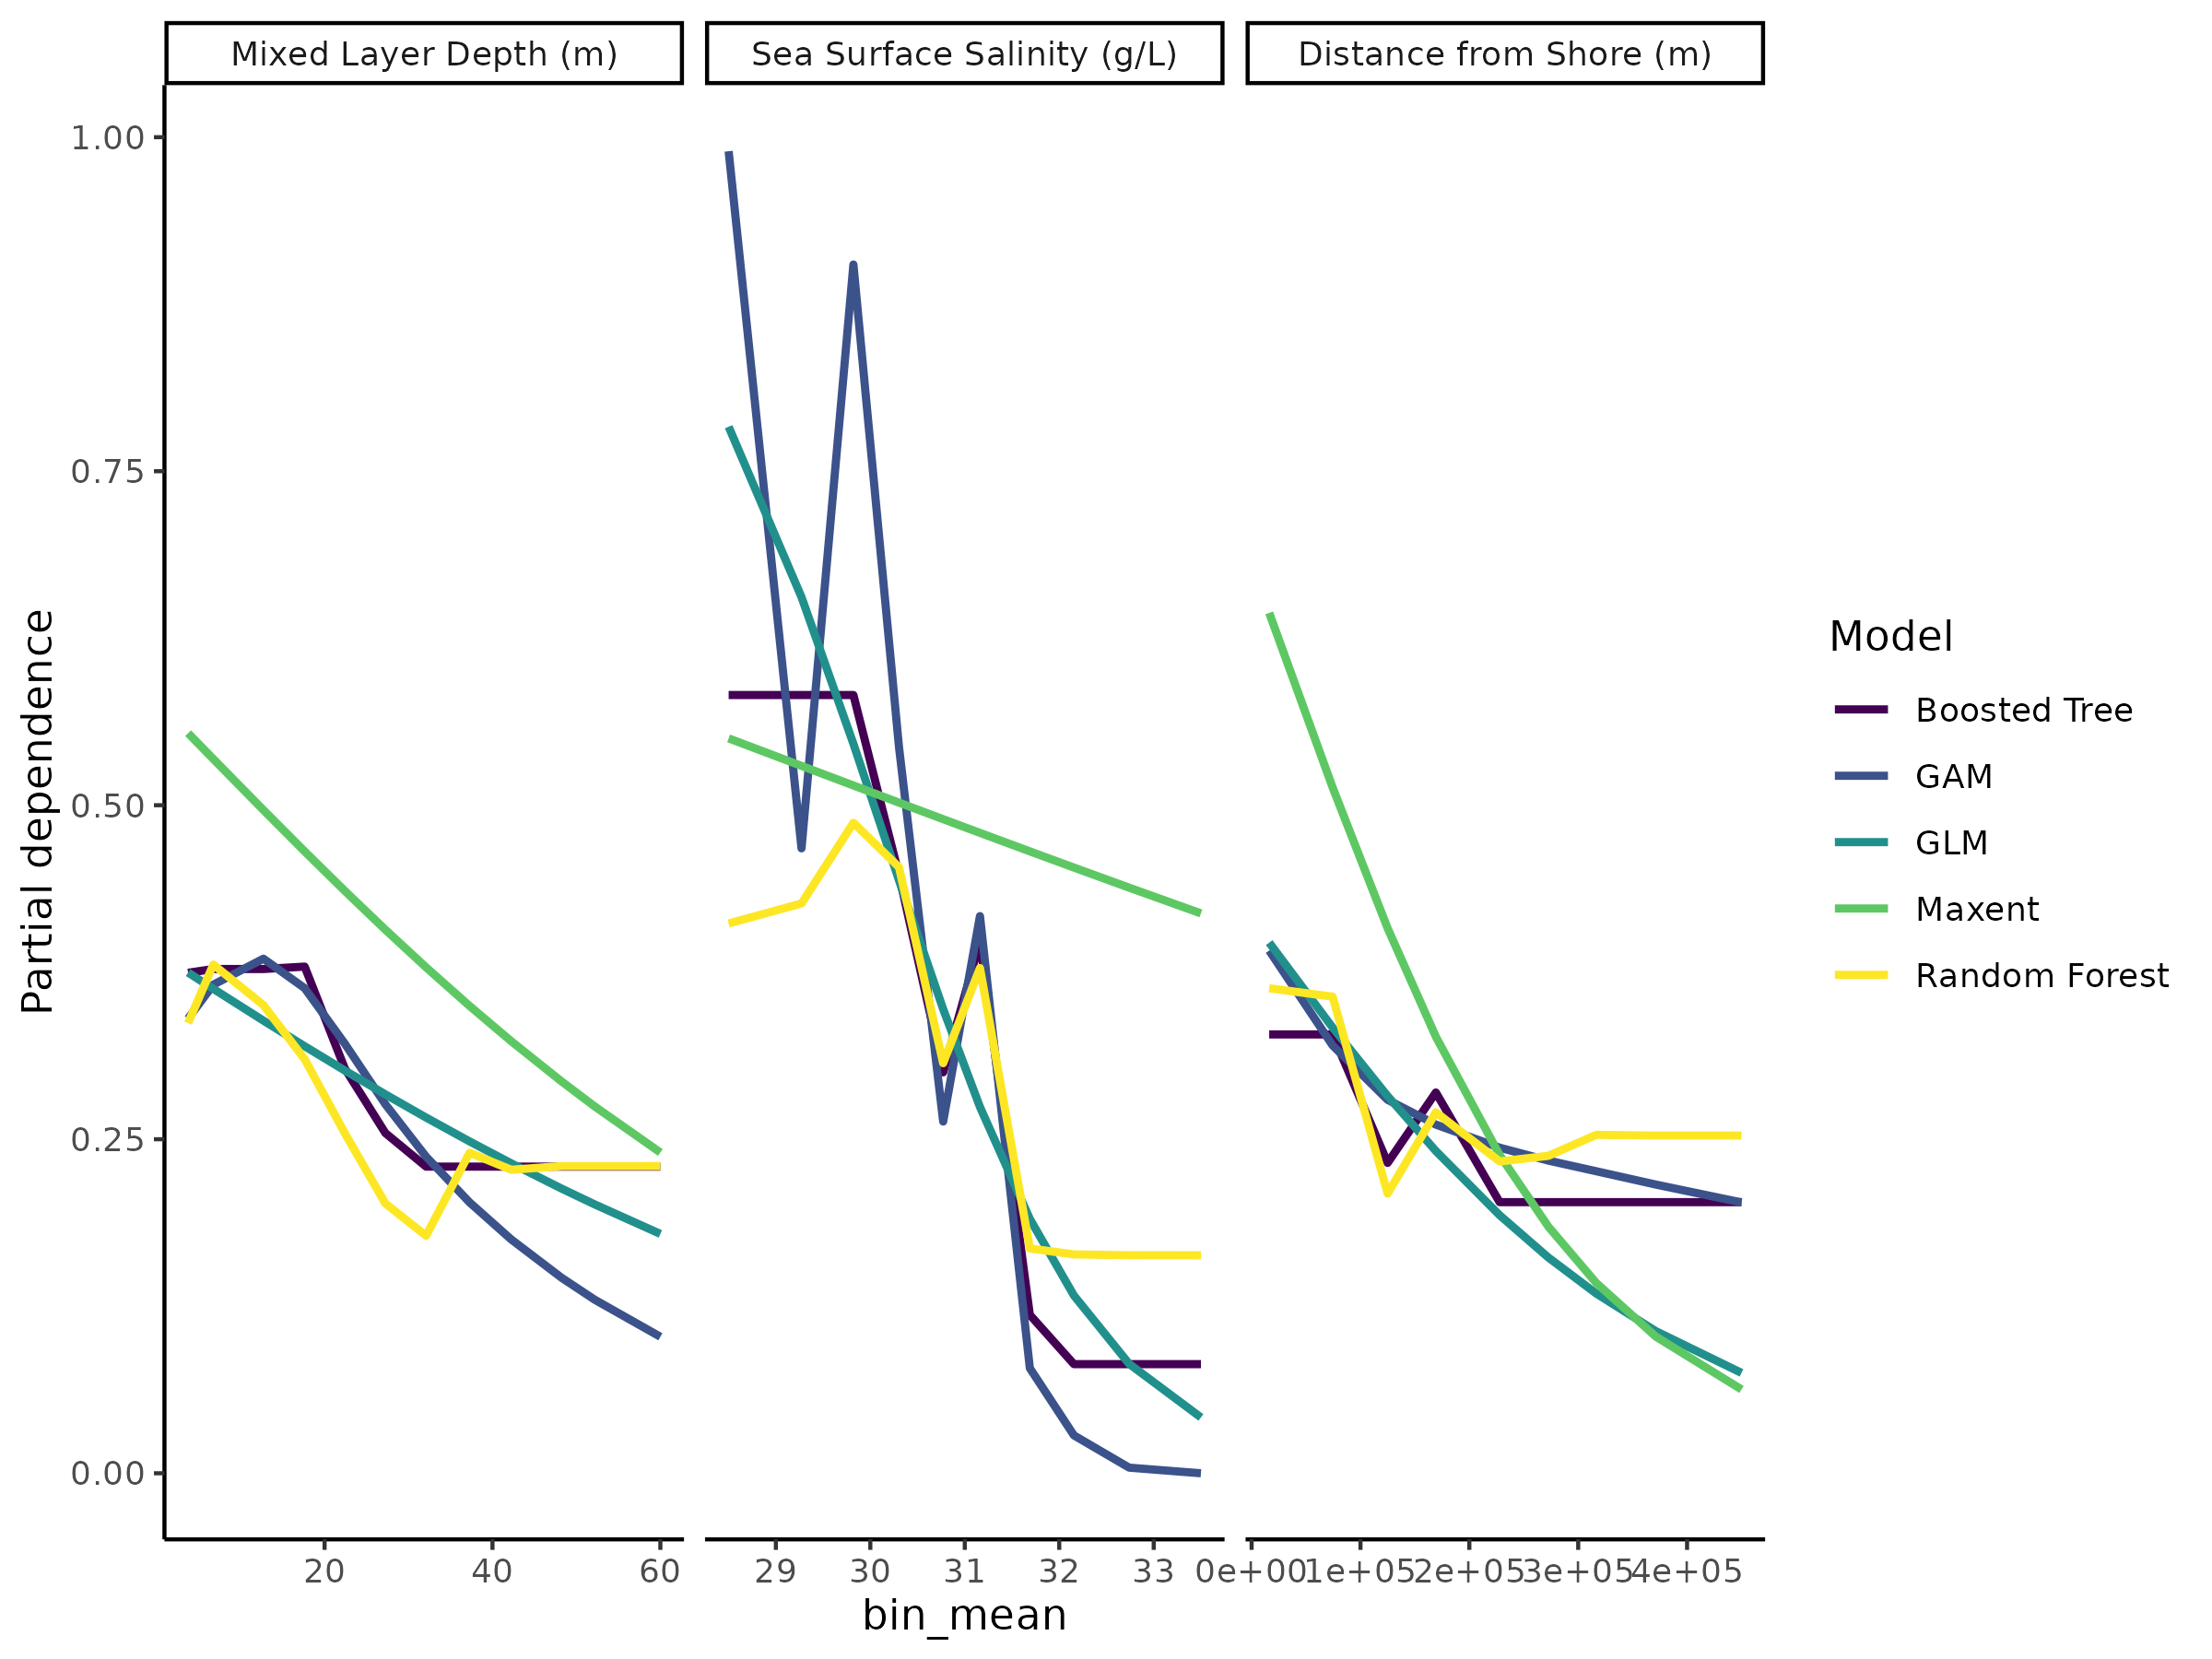 Mixed Layer Depth (m)
Sea Surface Salinity (g/L)
Distance from Shore (m)
1.00
0.75
0.50
0.25
0.00
Partial dependence
20 40 60
29 30 31 32 33
0e+00 1e+05 2e+05 3e+05 4e+05
bin_mean
Model
Boosted Tree
GAM
GLM
Maxent
Random Forest